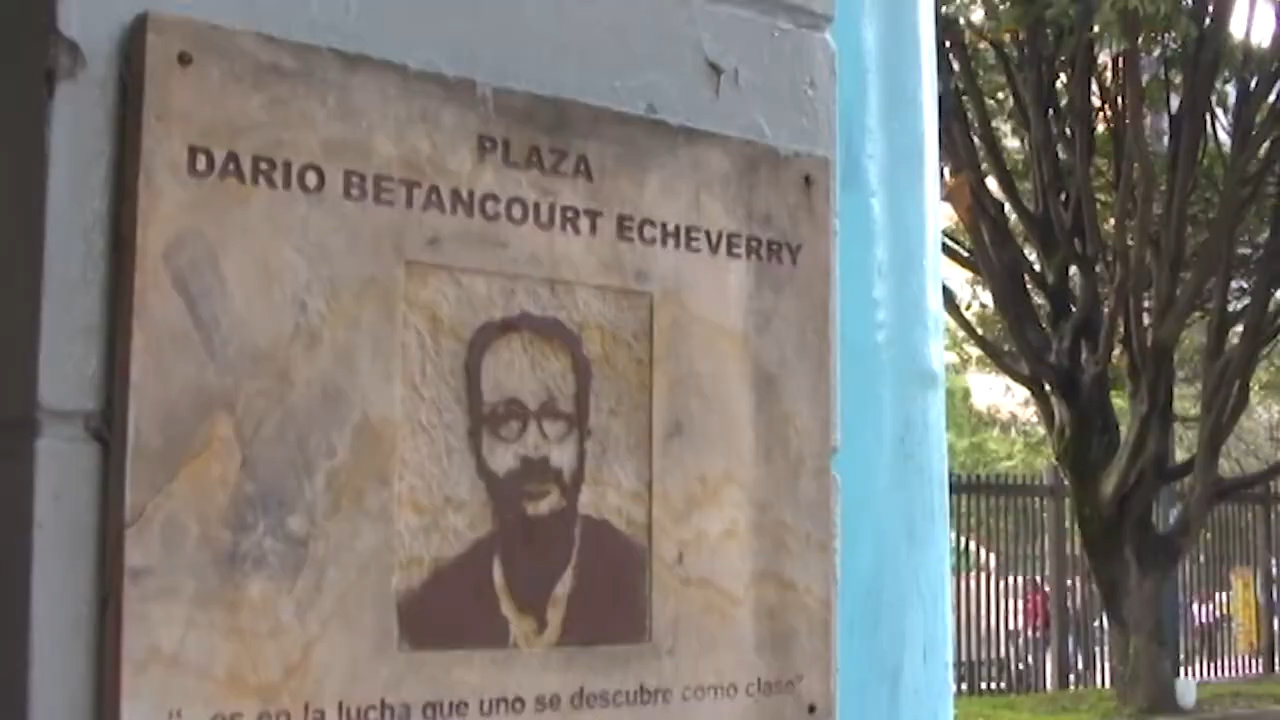 PLAZA
DARIO BETANCOURT ECHEVERRY
"...es en la lucha que uno se descubre como clase"